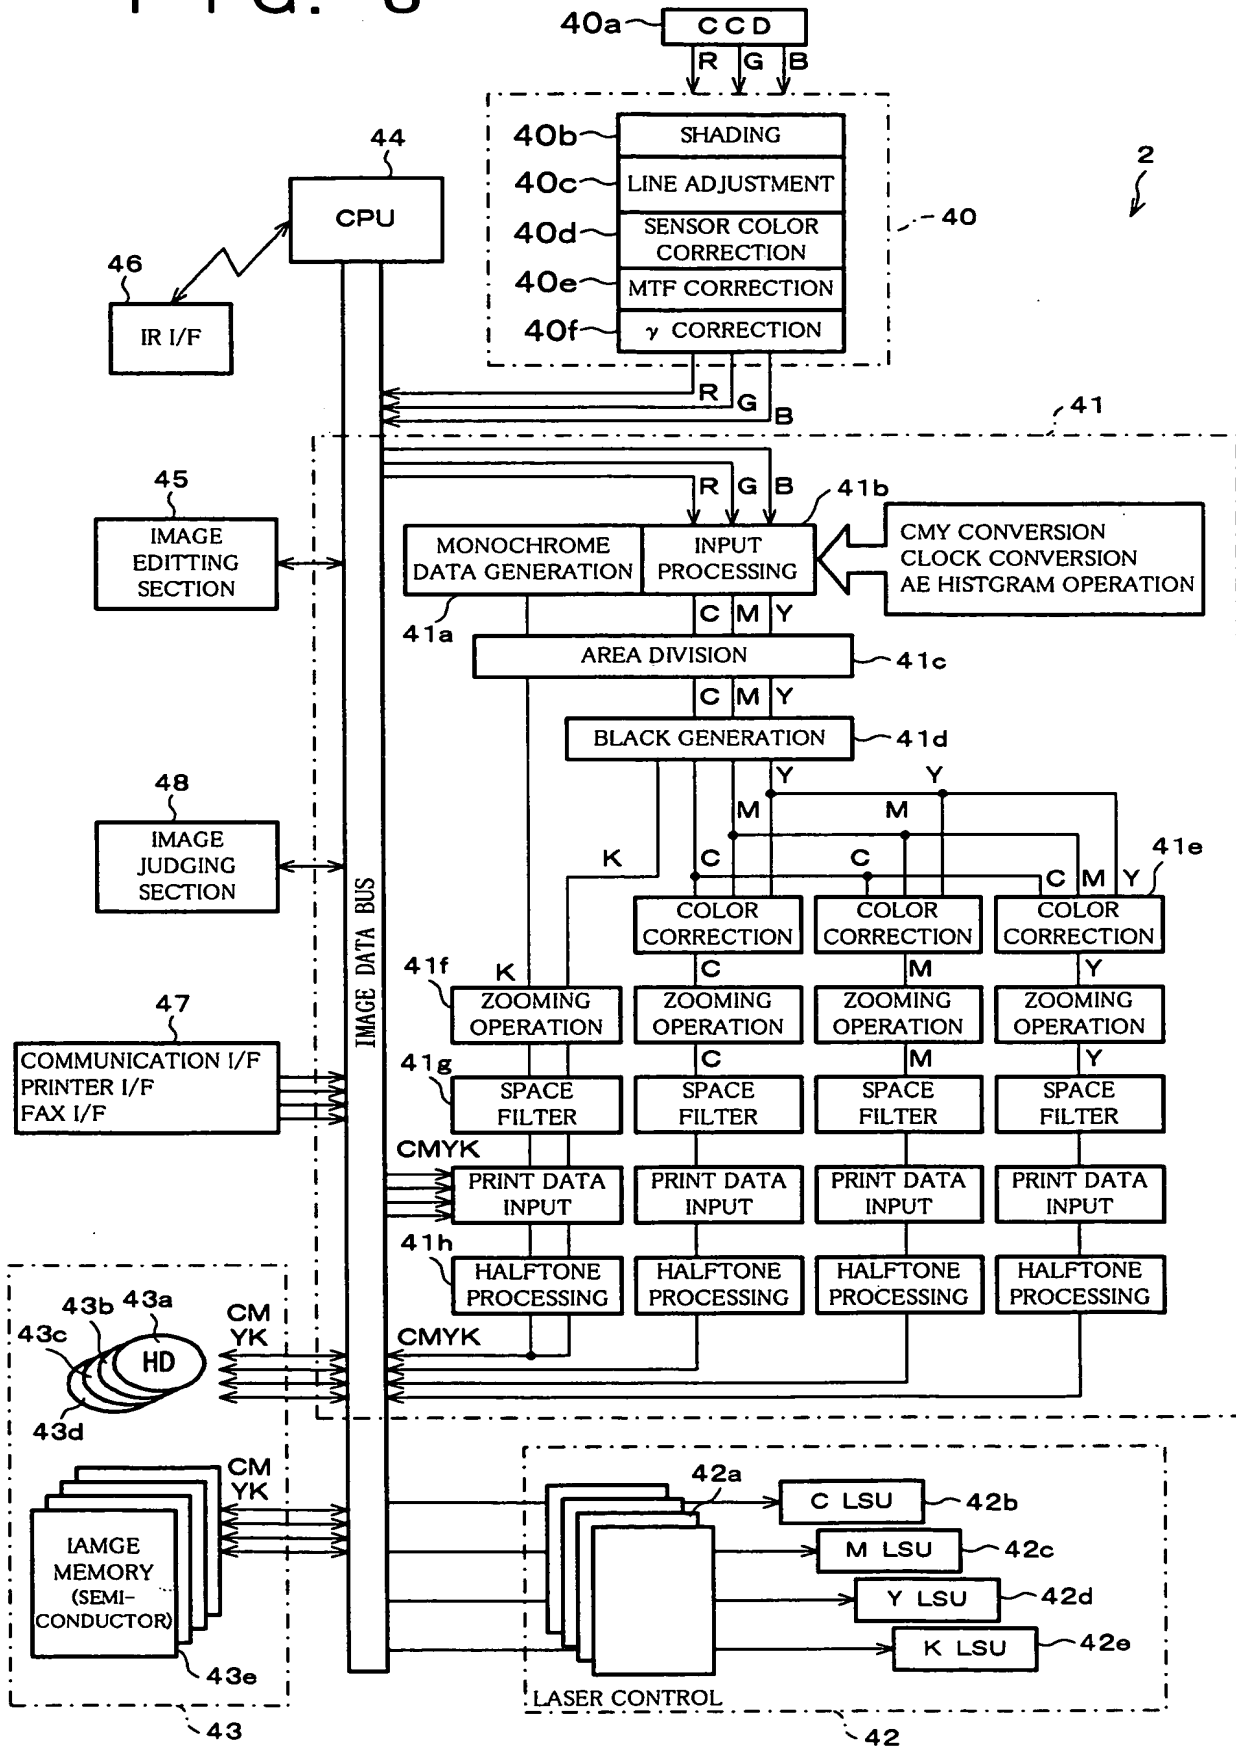 40a
CCD
R G B
40b SHADING
40c LINE ADJUSTMENT
40d SENSOR COLOR
CORRECTION
40e MTF CORRECTION
40f γ CORRECTION
40
2
44
CPU
46
IR I/F
R
G
B
41
R G B
41b
45
IMAGE
EDITTING
SECTION
MONOCHROME
DATA GENERATION
41a
INPUT
PROCESSING
CMY CONVERSION
CLOCK CONVERSION
AE HISTGRAM OPERATION
C M Y
AREA DIVISION
41c
C M Y
BLACK GENERATION
41d
48
IMAGE
JUDGING
SECTION
IMAGE DATA BUS
Y Y
M M
K C C
C M Y
41e
COLOR
CORRECTION
COLOR
CORRECTION
COLOR
CORRECTION
K C M Y
41f
ZOOMING
OPERATION
ZOOMING
OPERATION
ZOOMING
OPERATION
ZOOMING
OPERATION
47
COMMUNICATION I/F
PRINTER I/F
FAX I/F
C M Y
41g
SPACE
FILTER
SPACE
FILTER
SPACE
FILTER
SPACE
FILTER
CMYK
PRINT DATA
INPUT
PRINT DATA
INPUT
PRINT DATA
INPUT
PRINT DATA
INPUT
41h
HALFTONE
PROCESSING
HALFTONE
PROCESSING
HALFTONE
PROCESSING
HALFTONE
PROCESSING
CMYK
43a
43b
43c
43d
HD
CM
YK
CM
YK
IAMGE
MEMORY
(SEMI-
CONDUCTOR)
43e
43
42a
C LSU 42b
M LSU 42c
Y LSU 42d
K LSU 42e
LASER CONTROL
42